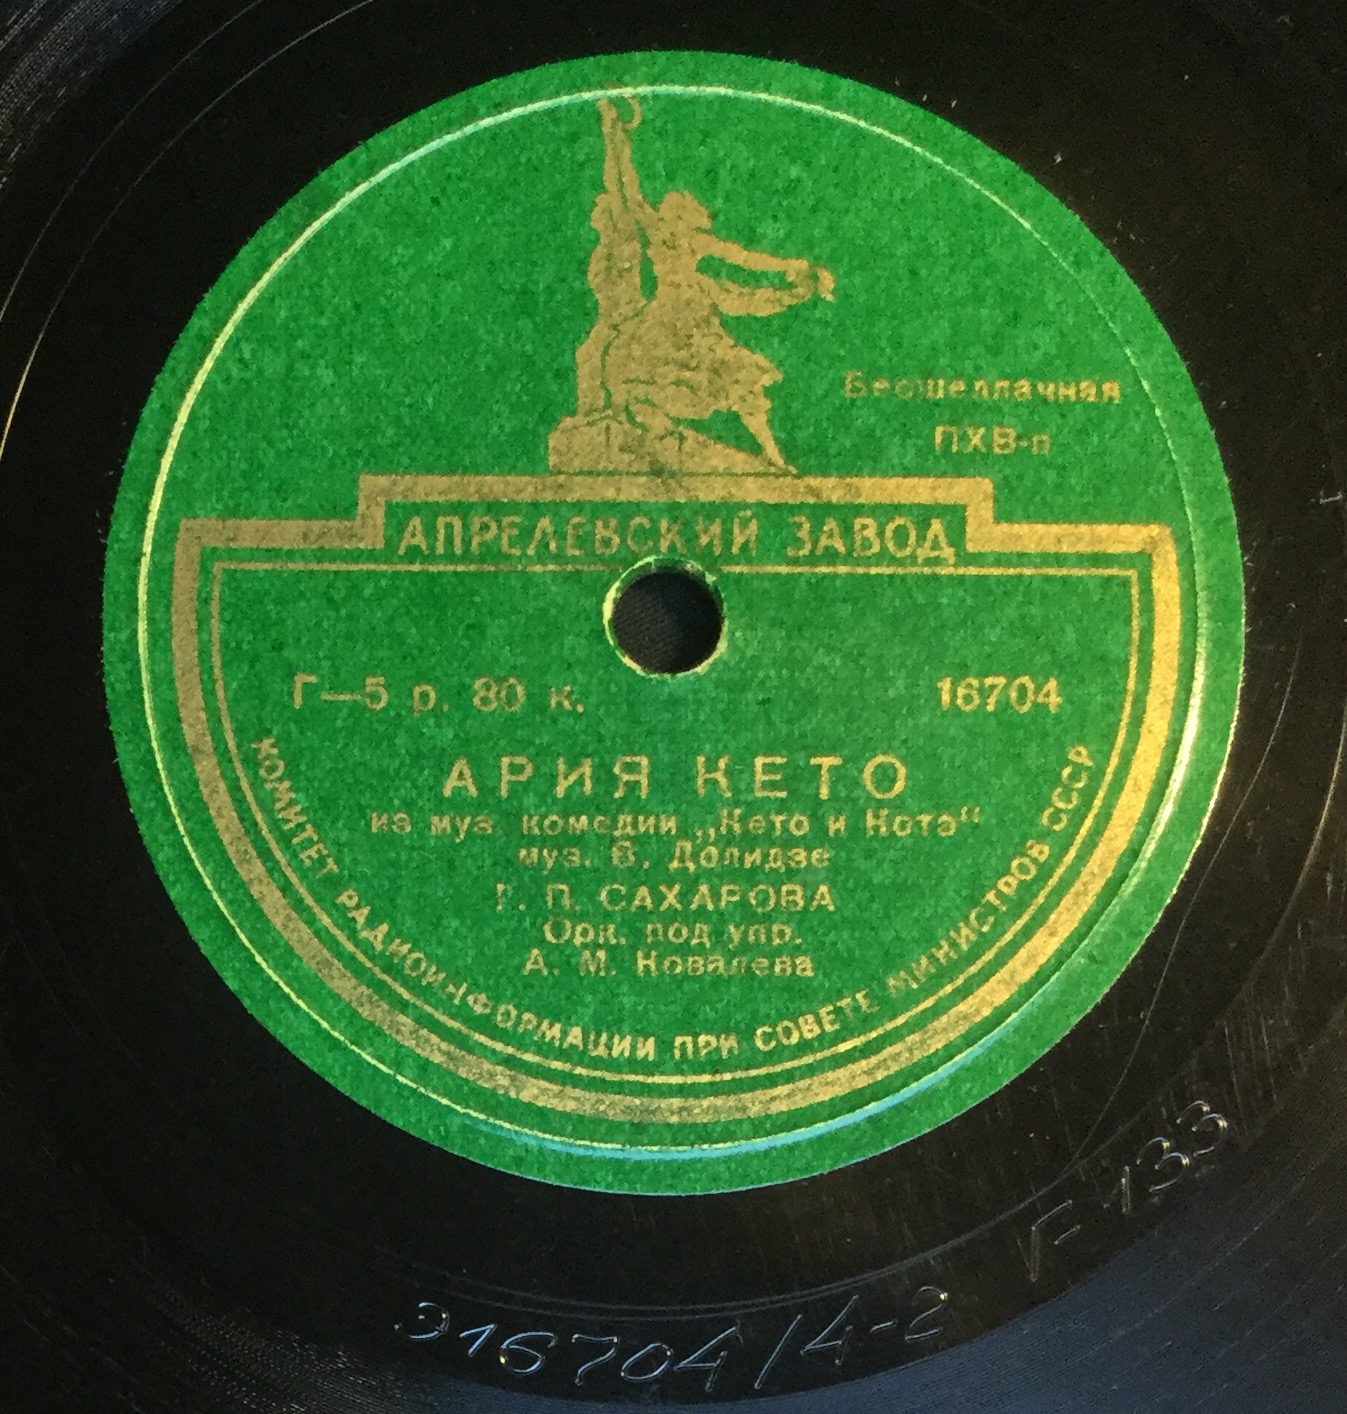 Бесшеллачная
ПХВ-п
АПРЕЛЕВСКИЙ ЗАВОД
Г—5 р. 80 к.
16704
АРИЯ КЕТО
из муз. комедии „Кето и Котэ“
муз. В. Долидзе
Г. П. САХАРОВА
Орк. под упр.
А. М. Ковалева
КОМИТЕТ РАДИОИНФОРМАЦИИ ПРИ СОВЕТЕ МИНИСТРОВ СССР
Э16704/4-2
Г-133